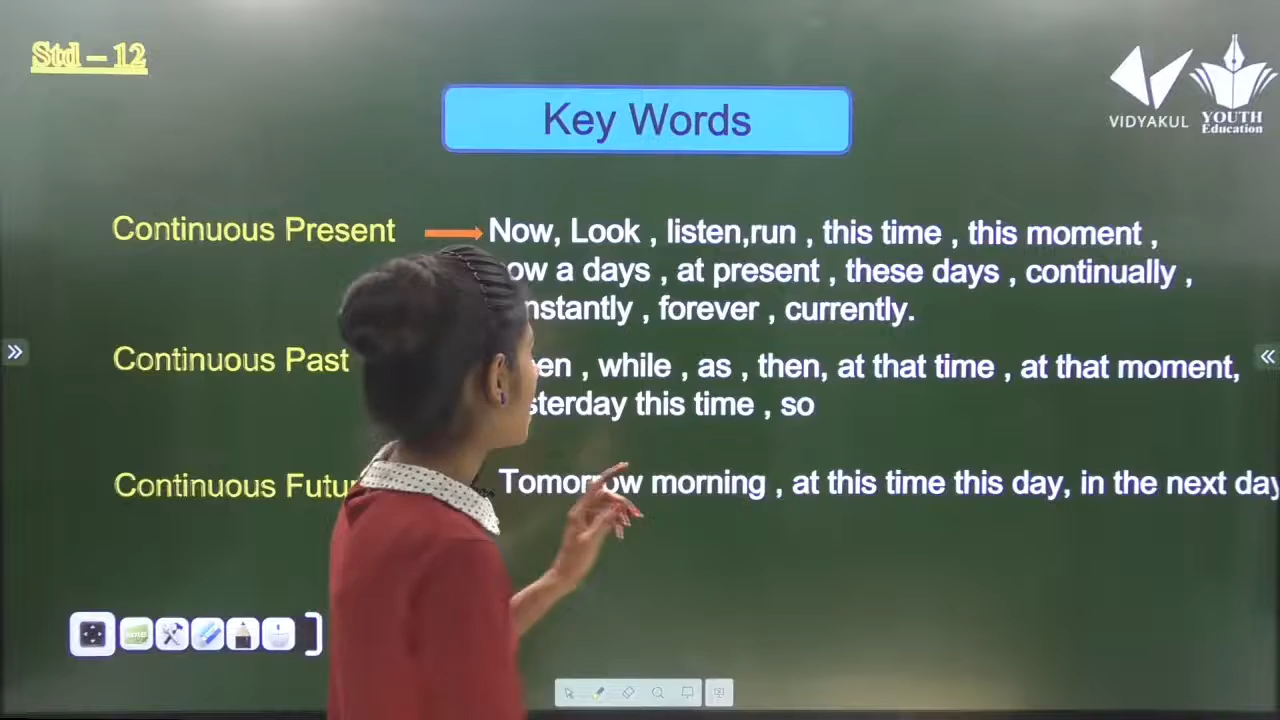 Std – 12
VIDYAKUL
YOUTH
Education
Key Words
Continuous Present
Now, Look , listen,run , this time , this moment ,
a days , at present , these days , continually ,
forever , currently.
Continuous Past
, while , as , then, at that time , at that moment,
this time , so
Continuous
Tomorrow morning , at this time this day, in the next